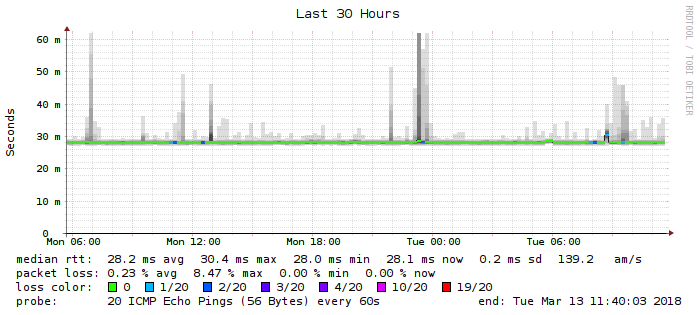 Last 30 Hours
RRDTOOL / TOBI OETIKER
Seconds
60 m
50 m
40 m
30 m
20 m
10 m
0
Mon 06:00 Mon 12:00 Mon 18:00 Tue 00:00 Tue 06:00
median rtt: 28.2 ms avg 30.4 ms max 28.0 ms min 28.1 ms now 0.2 ms sd 139.2 am/s
packet loss: 0.23 % avg 8.47 % max 0.00 % min 0.00 % now
loss color: 0 1/20 2/20 3/20 4/20 10/20 19/20
probe: 20 ICMP Echo Pings (56 Bytes) every 60s end: Tue Mar 13 11:40:03 2018